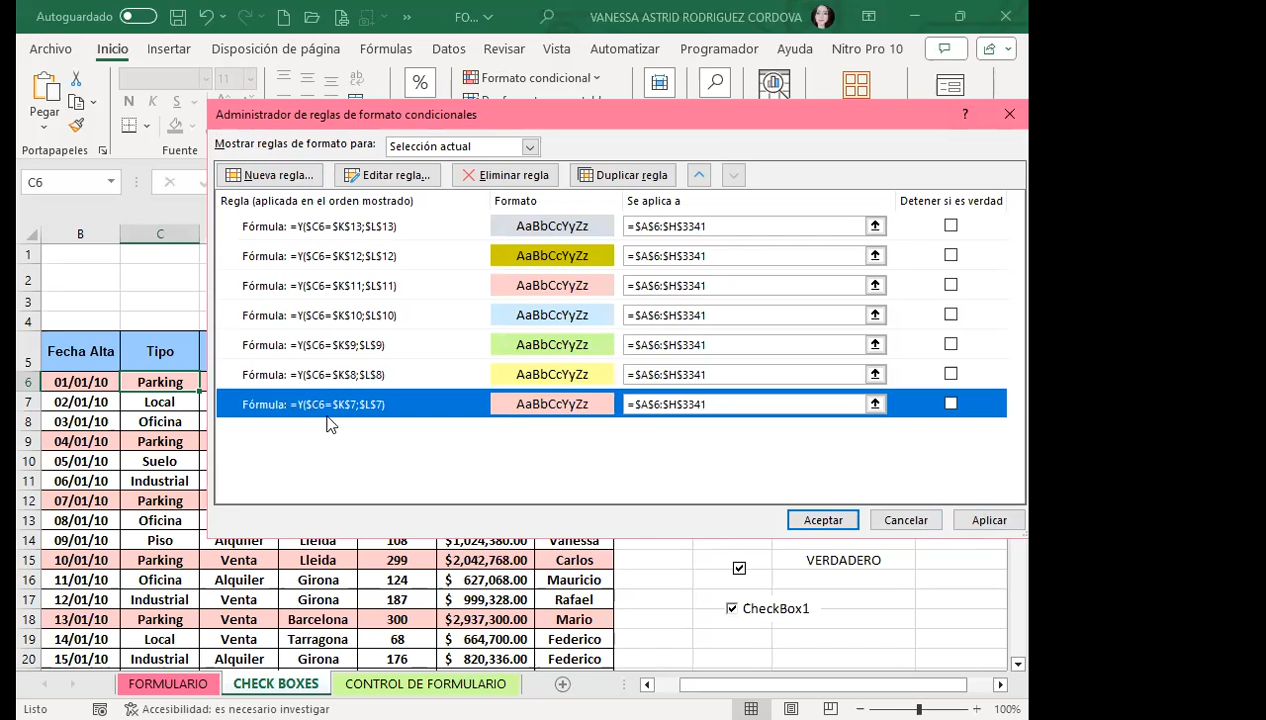 Autoguardado
FO...
VANESSA ASTRID RODRIGUEZ CORDOVA
Archivo Inicio Insertar Disposición de página Fórmulas Datos Revisar Vista Automatizar Programador Ayuda Nitro Pro 10
Pegar
11
N K S
%
Formato condicional
Portapapeles
Fuente
Administrador de reglas de formato condicionales
?
Mostrar reglas de formato para: Selección actual
Nueva regla... Editar regla... Eliminar regla Duplicar regla
C6
Regla (aplicada en el orden mostrado) Formato Se aplica a Detener si es verdad
Fórmula: =Y($C6=$K$13;$L$13) AaBbCcYyZz =$A$6:$H$3341
Fórmula: =Y($C6=$K$12;$L$12) AaBbCcYyZz =$A$6:$H$3341
Fórmula: =Y($C6=$K$11;$L$11) AaBbCcYyZz =$A$6:$H$3341
Fórmula: =Y($C6=$K$10;$L$10) AaBbCcYyZz =$A$6:$H$3341
Fórmula: =Y($C6=$K$9;$L$9) AaBbCcYyZz =$A$6:$H$3341
Fórmula: =Y($C6=$K$8;$L$8) AaBbCcYyZz =$A$6:$H$3341
Fórmula: =Y($C6=$K$7;$L$7) AaBbCcYyZz =$A$6:$H$3341
Aceptar Cancelar Aplicar
B C
1
2
3
4
5 Fecha Alta Tipo
6 01/01/10 Parking
7 02/01/10 Local
8 03/01/10 Oficina
9 04/01/10 Parking
10 05/01/10 Suelo
11 06/01/10 Industrial
12 07/01/10 Parking
13 08/01/10 Oficina
14 09/01/10 Piso Alquiler Lleida 108 $1,024,380.00 Vanessa
15 10/01/10 Parking Venta Lleida 299 $2,042,768.00 Carlos VERDADERO
16 11/01/10 Oficina Alquiler Girona 124 $ 627,068.00 Mauricio
17 12/01/10 Industrial Venta Girona 187 $ 999,328.00 Rafael
18 13/01/10 Parking Venta Barcelona 300 $2,937,300.00 Mario CheckBox1
19 14/01/10 Local Venta Tarragona 68 $ 664,700.00 Federico
20 15/01/10 Industrial Alquiler Girona 176 $ 820,336.00 Federico
FORMULARIO CHECK BOXES CONTROL DE FORMULARIO
Listo Accesibilidad: es necesario investigar 100%